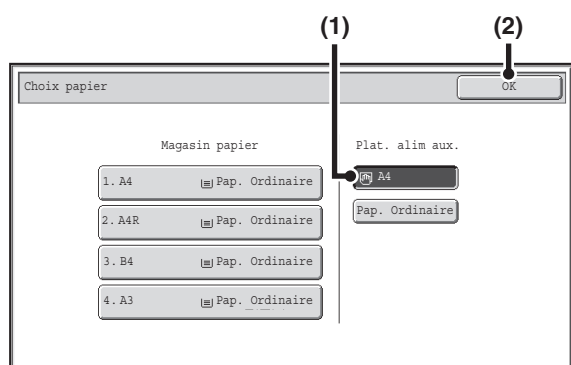 (1) (2)
Choix papier OK
Magasin papier Plat. alim aux.
1. A4 Pap. Ordinaire A4
2. A4R Pap. Ordinaire Pap. Ordinaire
3. B4 Pap. Ordinaire
4. A3 Pap. Ordinaire